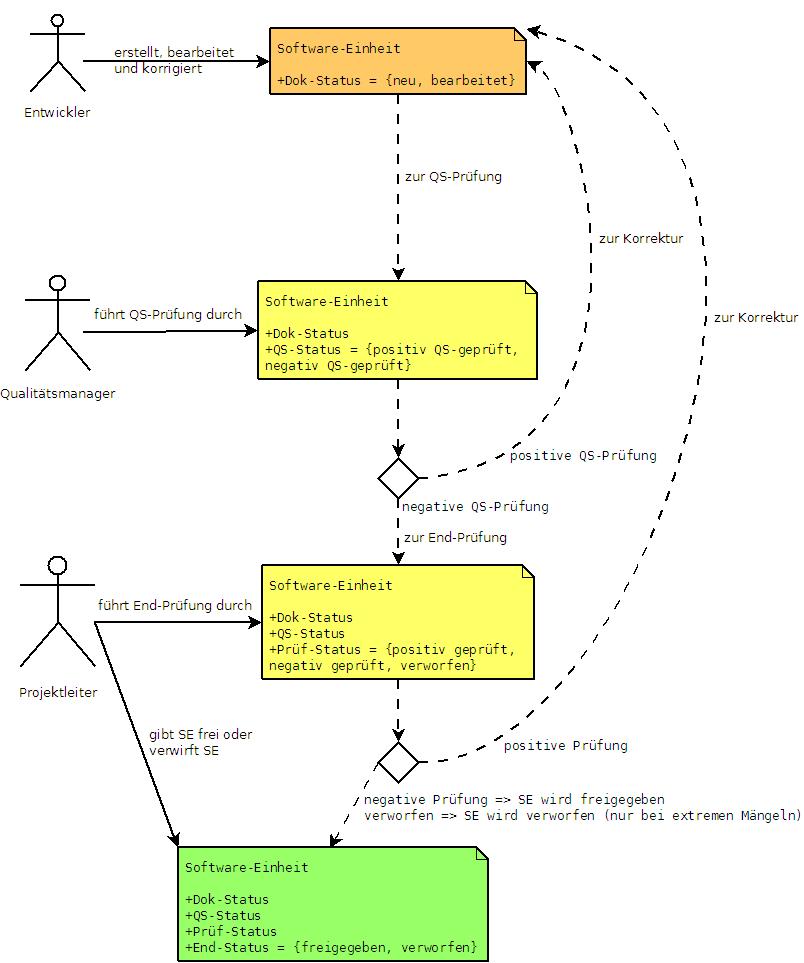 erstellt, bearbeitet
und korrigiert
Entwickler
Software-Einheit
+Dok-Status = {neu, bearbeitet}
zur QS-Prüfung
zur Korrektur
zur Korrektur
führt QS-Prüfung durch
Qualitätsmanager
Software-Einheit
+Dok-Status
+QS-Status = {positiv QS-geprüft,
negativ QS-geprüft}
positive QS-Prüfung
negative QS-Prüfung
zur End-Prüfung
führt End-Prüfung durch
Projektleiter
Software-Einheit
+Dok-Status
+QS-Status
+Prüf-Status = {positiv geprüft,
negativ geprüft, verworfen}
gibt SE frei oder
verwirft SE
positive Prüfung
negative Prüfung => SE wird freigegeben
verworfen => SE wird verworfen (nur bei extremen Mängeln)
Software-Einheit
+Dok-Status
+QS-Status
+Prüf-Status
+End-Status = {freigegeben, verworfen}